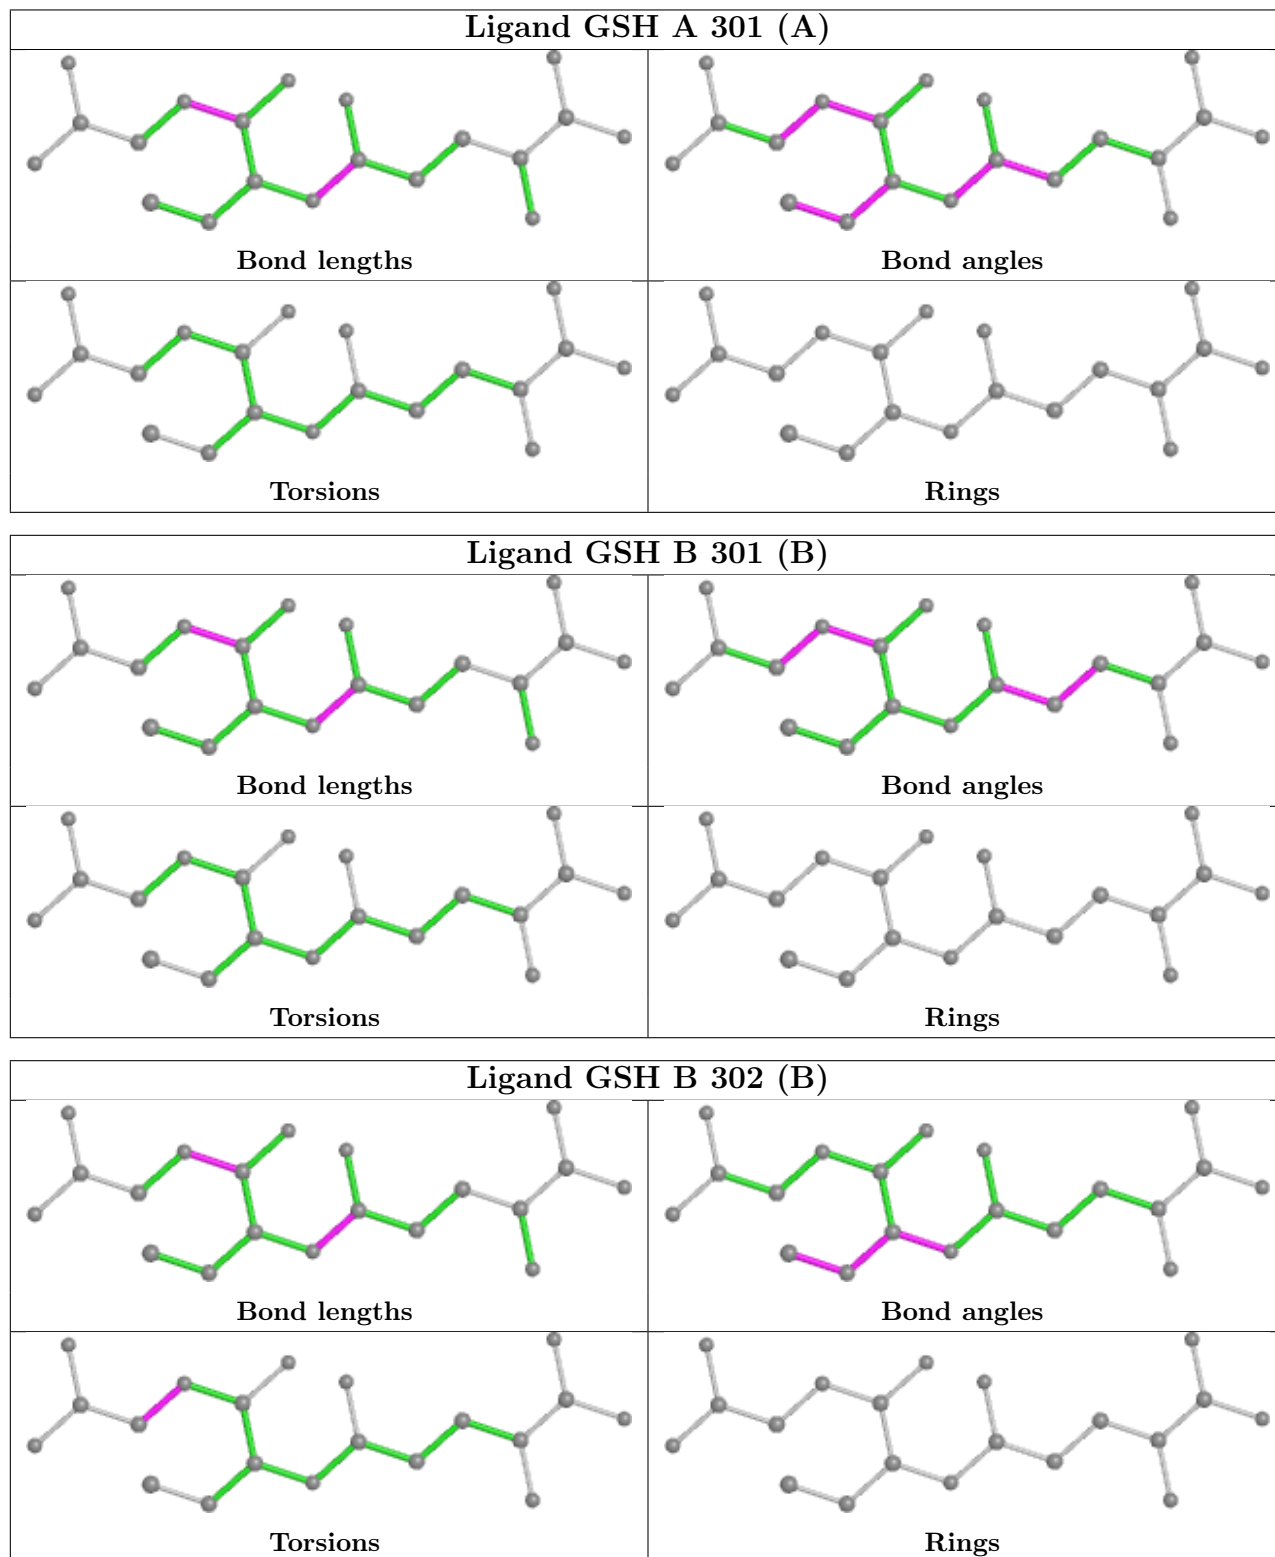 Ligand GSH A 301 (A)
Bond lengths
Bond angles
Torsions
Rings
Ligand GSH B 301 (B)
Bond lengths
Bond angles
Torsions
Rings
Ligand GSH B 302 (B)
Bond lengths
Bond angles
Torsions
Rings